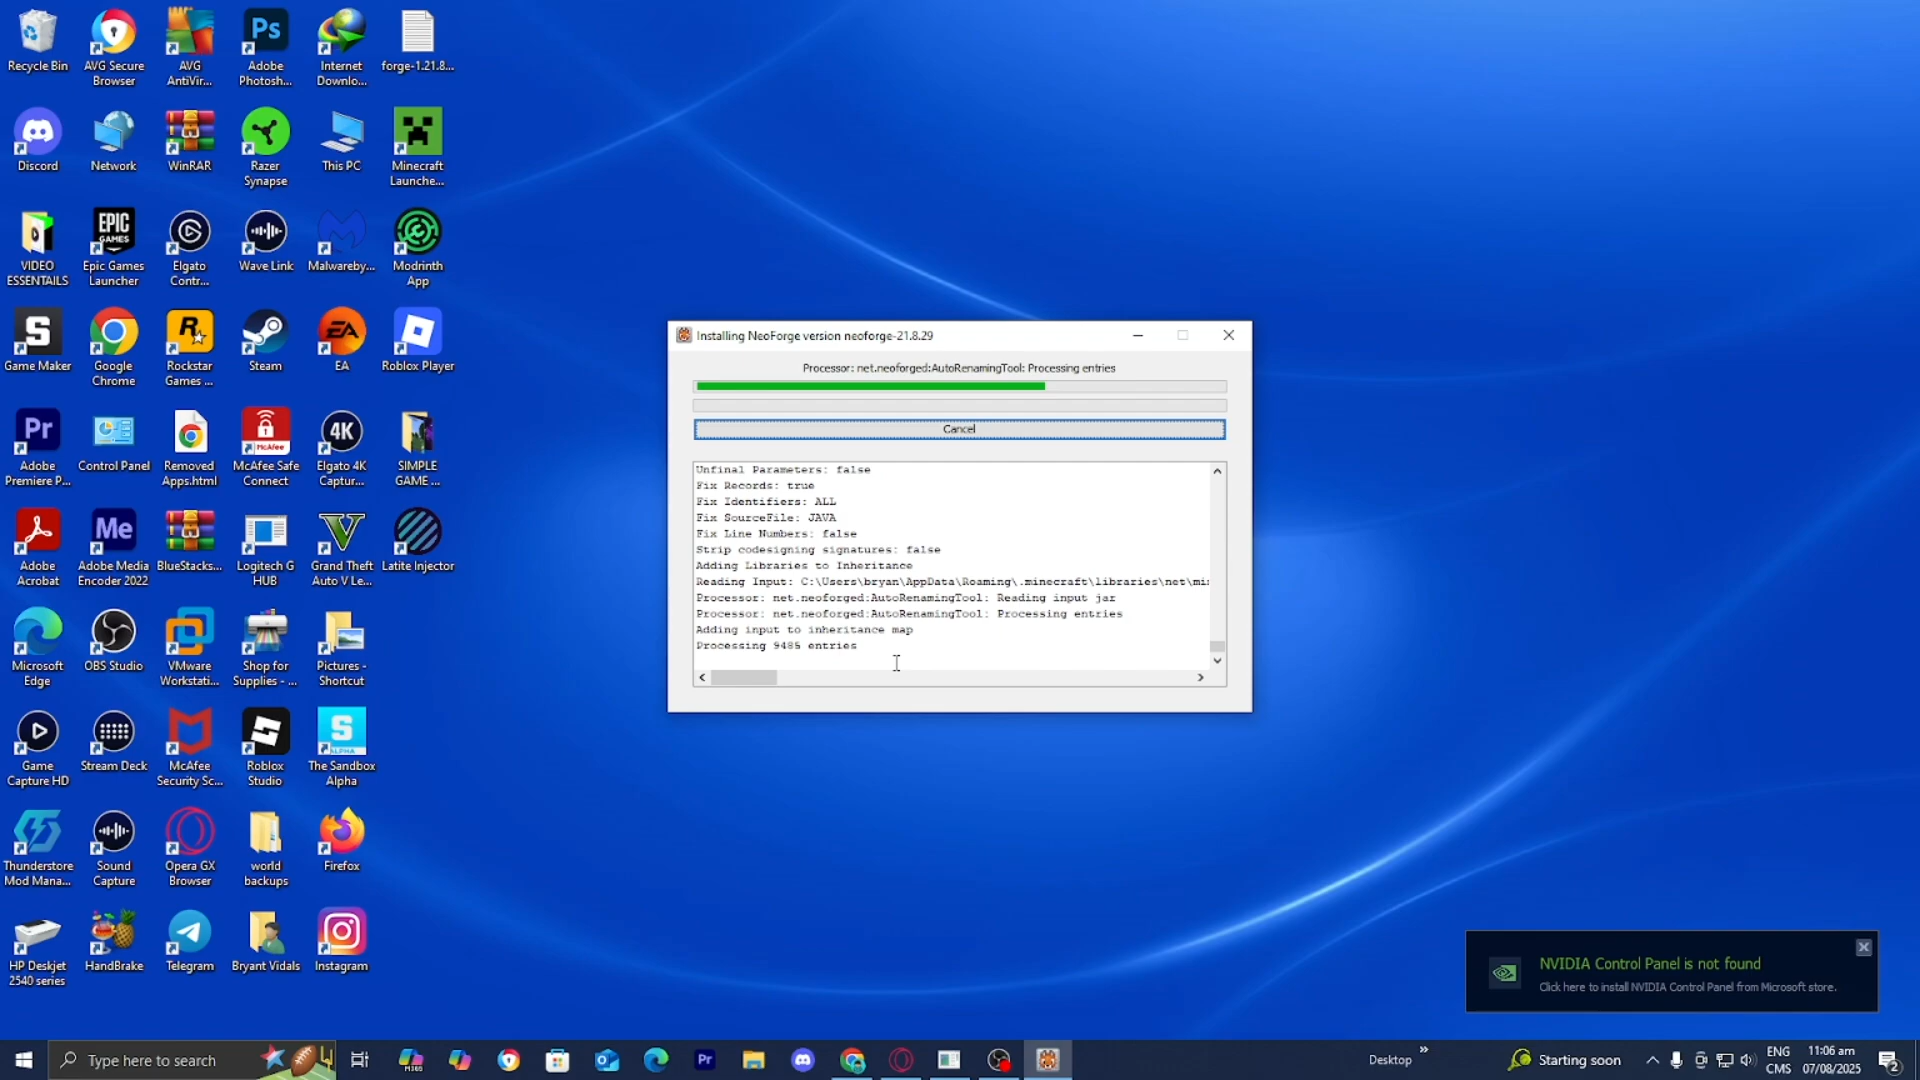 Recycle Bin
AVG Secure
Browser
AVG
AntiVir...
Adobe
Photosh...
Internet
Downlo...
forge-1.21.8...
Discord
Network
WinRAR
Razer
Synapse
This PC
Minecraft
Launche...
VIDEO
ESSENTAILS
Epic Games
Launcher
Elgato
Contr...
Wave Link
Malwareby...
Modrinth
App
Game Maker
Google
Chrome
Rockstar
Games ...
Steam
EA
Roblox Player
Adobe
Premiere P...
Control Panel
Removed
Apps.html
McAfee Safe
Connect
Elgato 4K
Captur...
SIMPLE
GAME ...
Adobe
Acrobat
Adobe Media
Encoder 2022
BlueStacks...
Logitech G
HUB
Grand Theft
Auto V Le...
Latite Injector
Microsoft
Edge
OBS Studio
VMware
Workstati...
Shop for
Supplies - ...
Pictures -
Shortcut
Game
Capture HD
Stream Deck
McAfee
Security Sc...
Roblox
Studio
The Sandbox
Alpha
Thunderstore
Mod Mana...
Sound
Capture
Opera GX
Browser
world
backups
Firefox
HP Deskjet
2540 series
HandBrake
Telegram
Bryant Vidals
Instagram
Installing NeoForge version neoforge-21.8.29
Processor: net.neoforged:AutoRenamingTool: Processing entries
Cancel
Unfinal Parameters: false
Fix Records: true
Fix Identifiers: ALL
Fix SourceFile: JAVA
Fix Line Numbers: false
Strip codesigning signatures: false
Adding Libraries to Inheritance
Reading Input: C:\Users\bryan\AppData\Roaming\.minecraft\libraries\net\mi
Processor: net.neoforged:AutoRenamingTool: Reading input jar
Processor: net.neoforged:AutoRenamingTool: Processing entries
Adding input to inheritance map
Processing 9485 entries
NVIDIA Control Panel is not found
Click here to install NVIDIA Control Panel from Microsoft store.
Type here to search
Desktop
Starting soon
ENG
CMS
11:06 am
07/08/2025
2